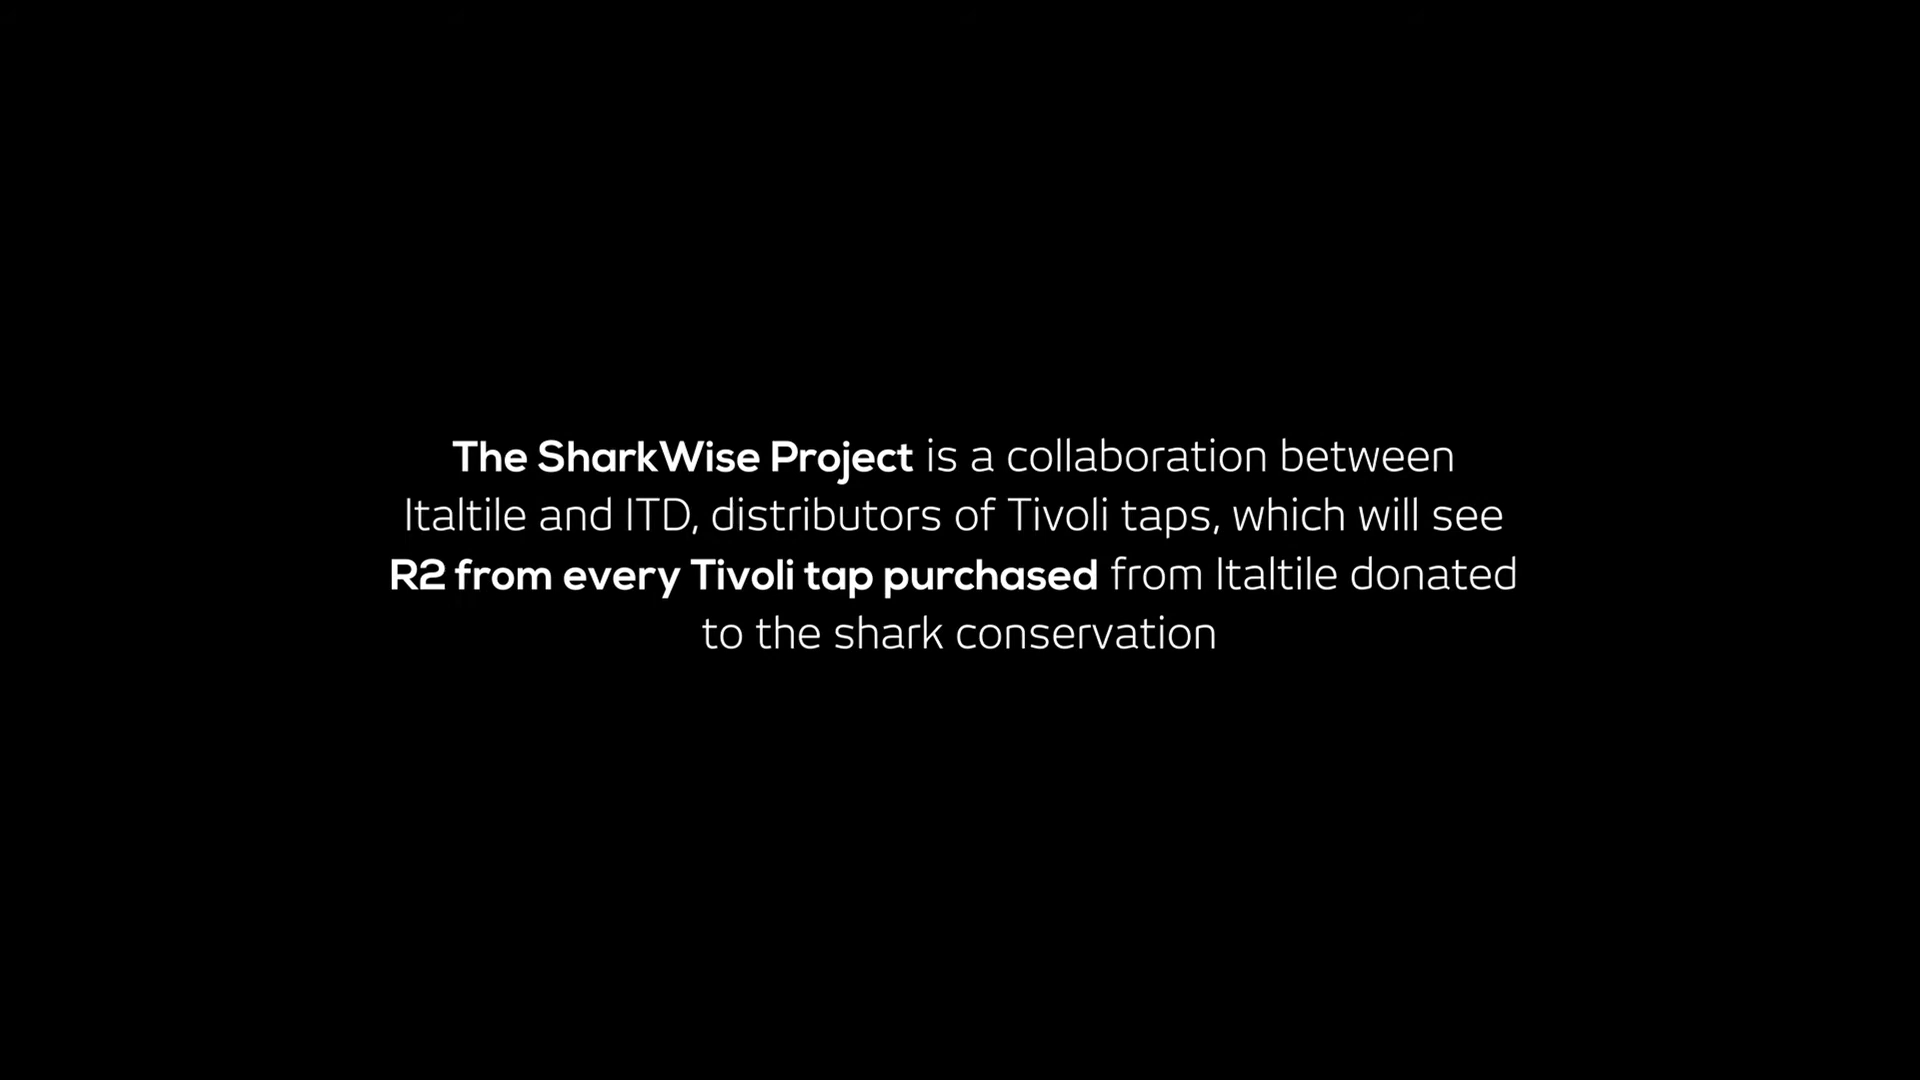 The SharkWise Project is a collaboration between
Italtile and ITD, distributors of Tivoli taps, which will see
R2 from every Tivoli tap purchased from Italtile donated
to the shark conservation